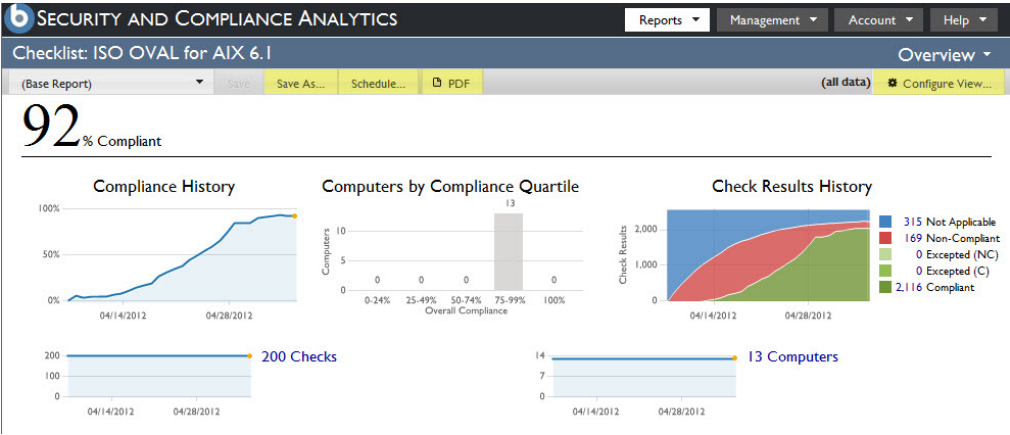 b SECURITY AND COMPLIANCE ANALYTICS Reports Management Account Help
Checklist: ISO OVAL for AIX 6.1 Overview
(Base Report) Save Save As... Schedule... PDF (all data) Configure View...
92% Compliant
Compliance History
100%
50%
0%
04/14/2012 04/28/2012
Computers by Compliance Quartile
13
10
5
0
Computers
0 0 0 0
0-24% 25-49% 50-74% 75-99% 100%
Overall Compliance
Check Results History
2,000
1,000
0
Check Results
04/14/2012 04/28/2012
315 Not Applicable
169 Non-Compliant
0 Excepted (NC)
0 Excepted (C)
2,116 Compliant
200
100
0
04/14/2012 04/28/2012
200 Checks
14
7
0
04/14/2012 04/28/2012
13 Computers